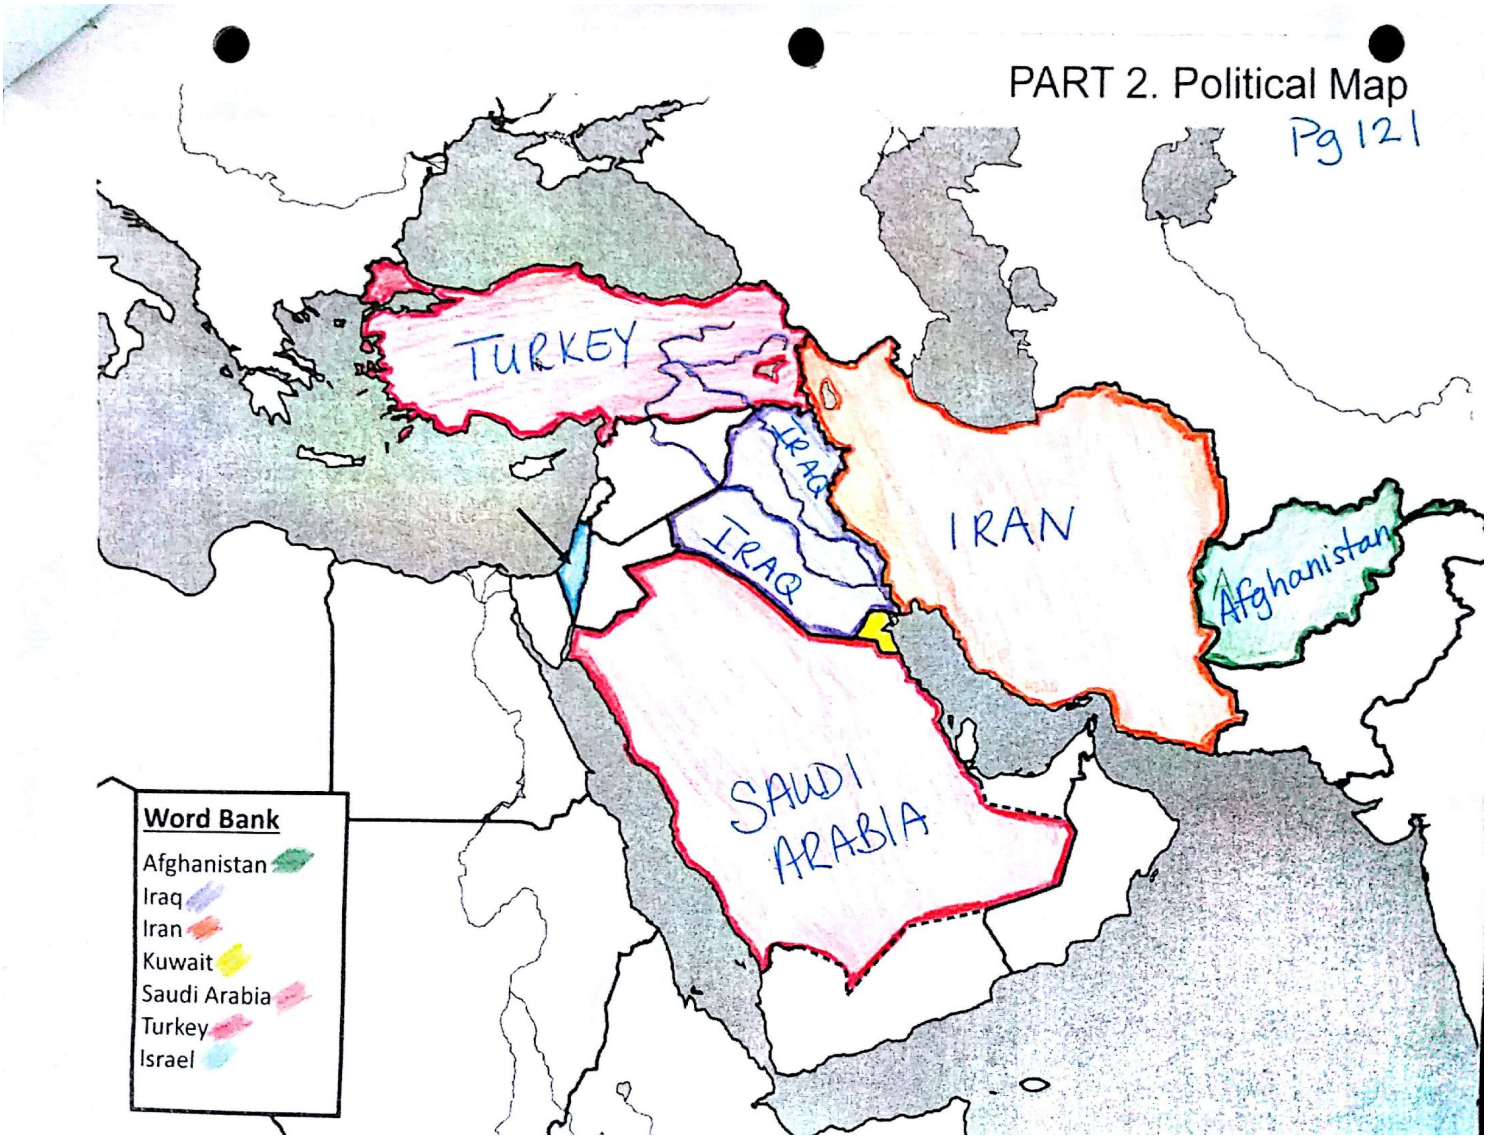 PART 2. Political Map
Pg 121
TURKEY
IRAQ
IRAN
IRAQ
Afghanistan
SAUDI
ARABIA
Word Bank
Afghanistan
Iraq
Iran
Kuwait
Saudi Arabia
Turkey
Israel